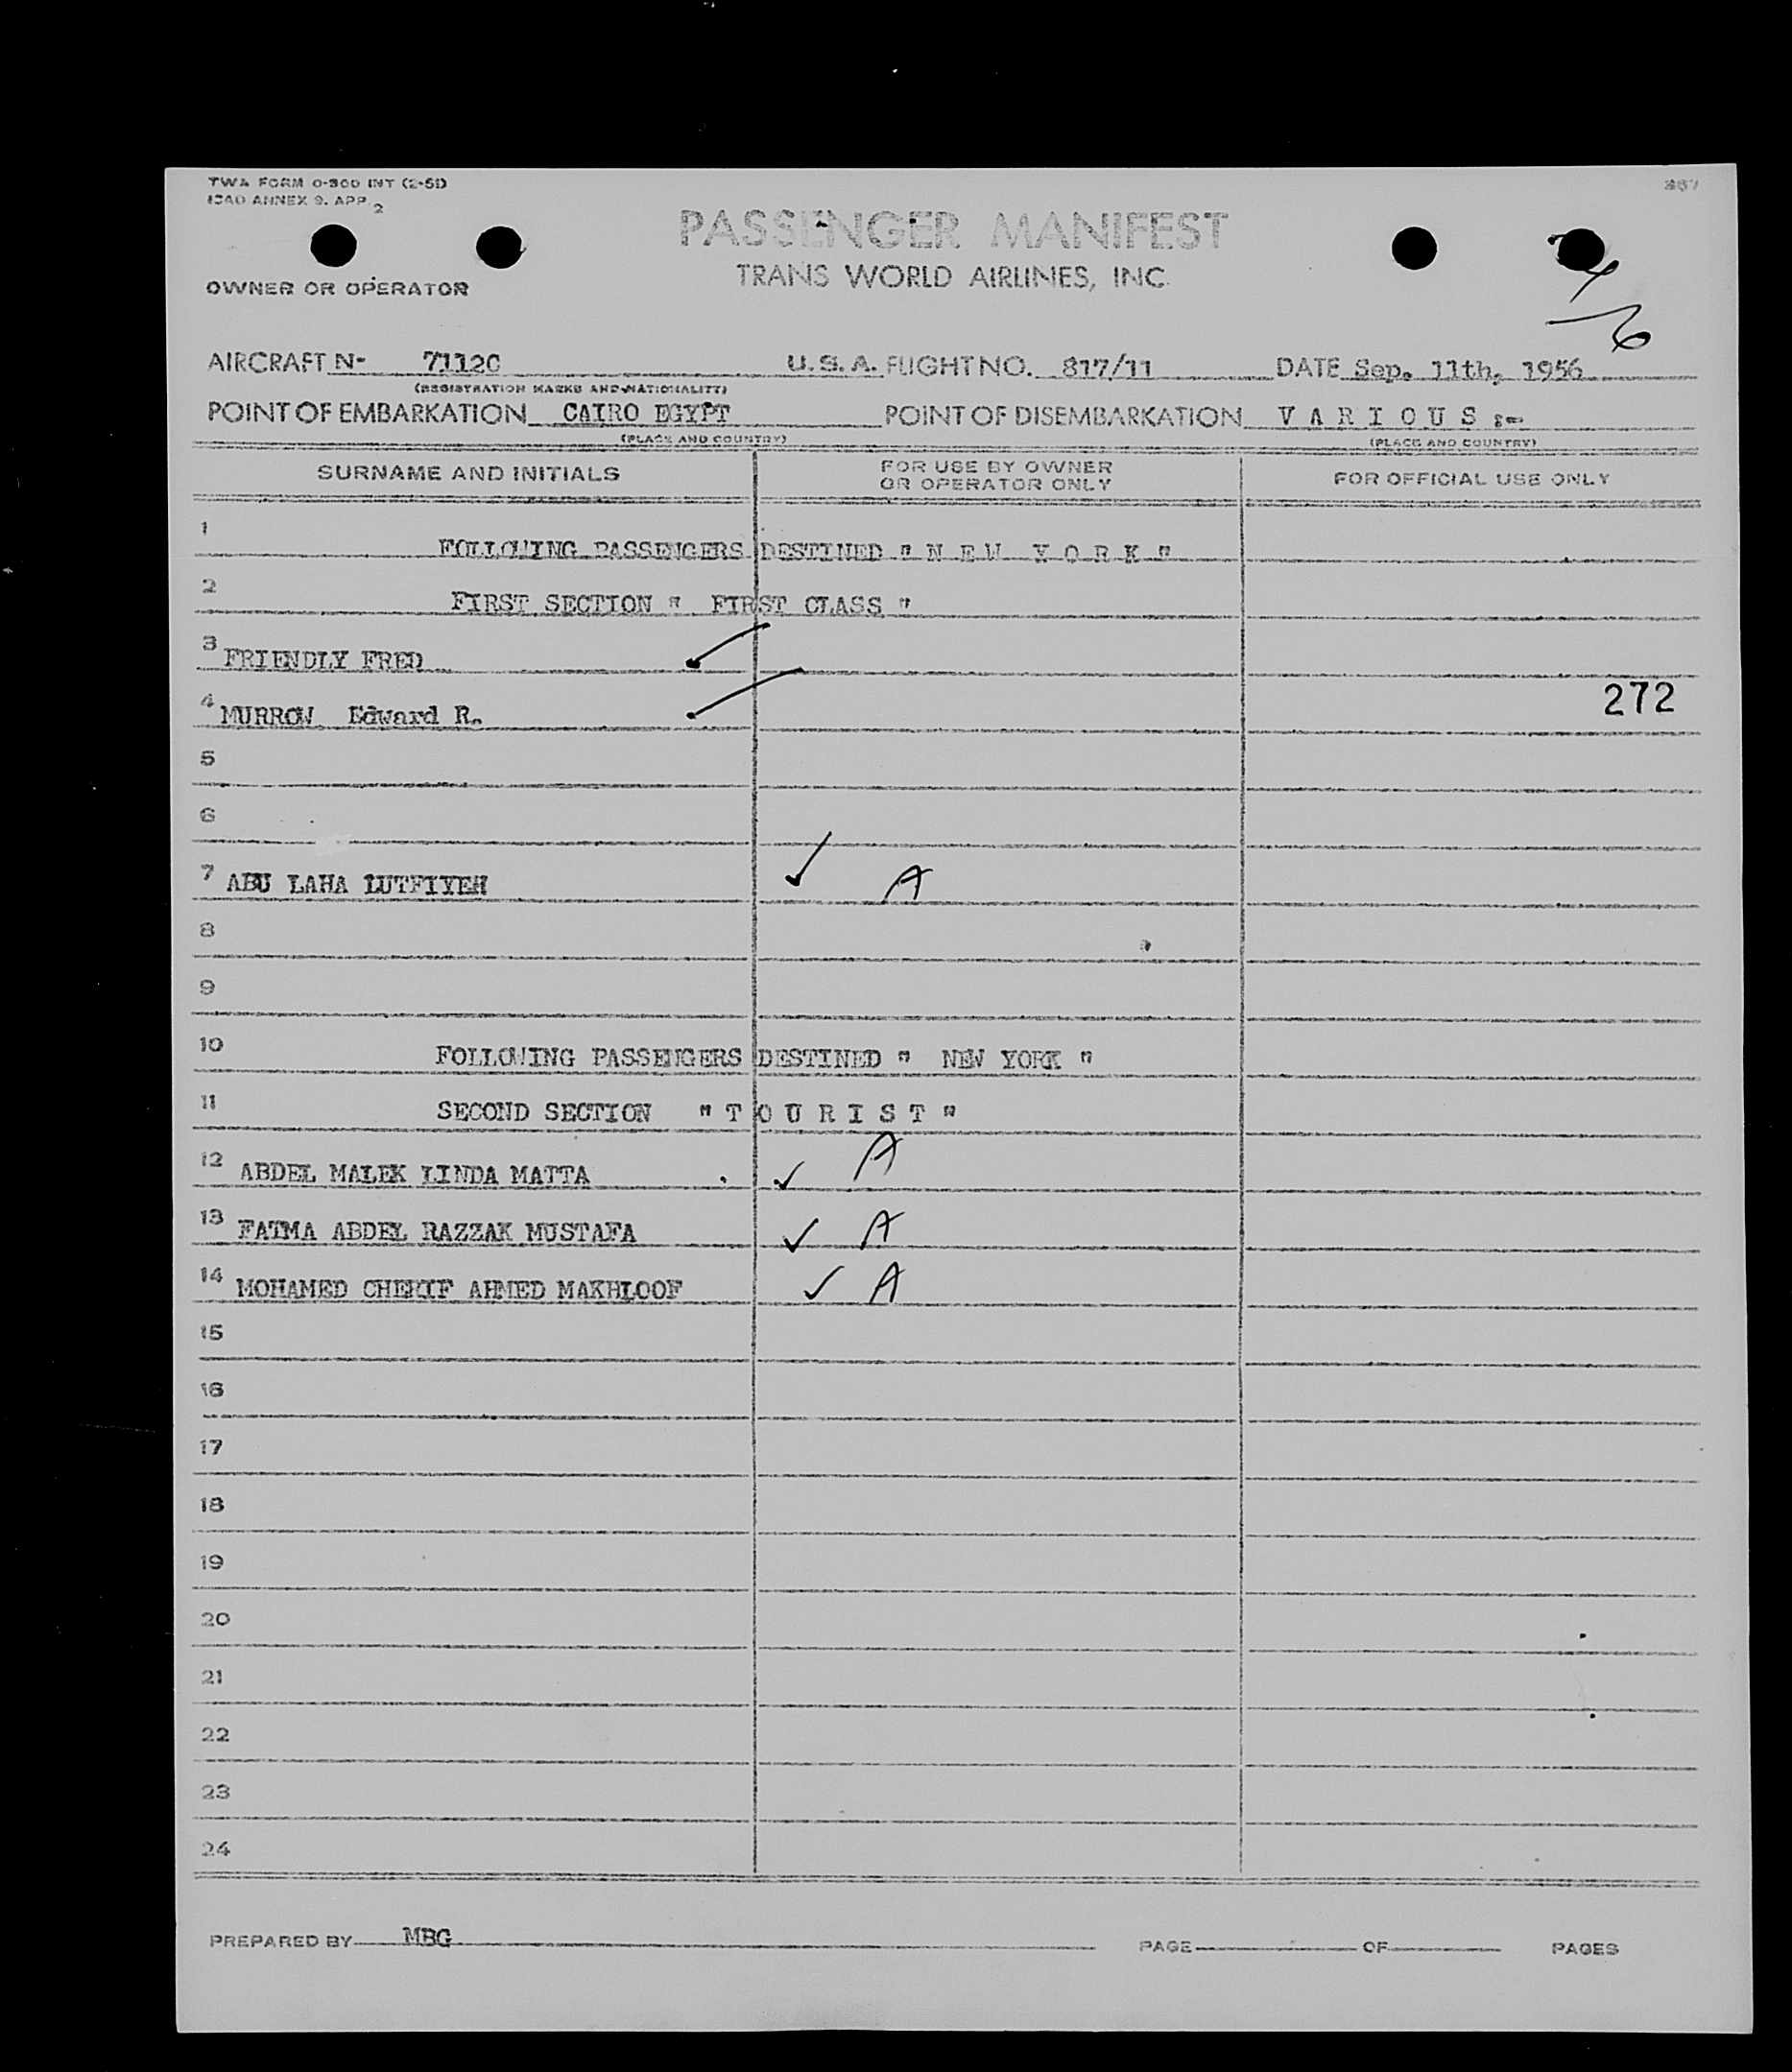 TWA FORM O-300 INT (2-51)
ICAO ANNEX 9. APP 2
PASSENGER MANIFEST
TRANS WORLD AIRLINES, INC.
OWNER OR OPERATOR
AIRCRAFT N- 7112C U.S.A. FLIGHT NO. 817/11 DATE Sep. 11th, 1956
(REGISTRATION MARKS AND NATIONALITY)
POINT OF EMBARKATION CAIRO EGYPT POINT OF DISEMBARKATION V A R I O U S :-
(PLACE AND COUNTRY) (PLACE AND COUNTRY)
SURNAME AND INITIALS FOR USE BY OWNER OR OPERATOR ONLY FOR OFFICIAL USE ONLY
1 FOLLOWING PASSENGERS DESTINED " N E W Y O R K "
2 FIRST SECTION " FIRST CLASS "
3 FRIENDLY FRED
4 MURROW Edward R. 272
5
6
7 ABU LAHA LUTFIYEH A
8
9
10 FOLLOWING PASSENGERS DESTINED " NEW YORK "
11 SECOND SECTION " T O U R I S T "
12 ABDEL MALEK LINDA MATTA A
13 FATMA ABDEL RAZZAK MUSTAFA A
14 MOHAMED CHERIF AHMED MAKHLOOF A
15
16
17
18
19
20
21
22
23
24
PREPARED BY MBG PAGE OF PAGES